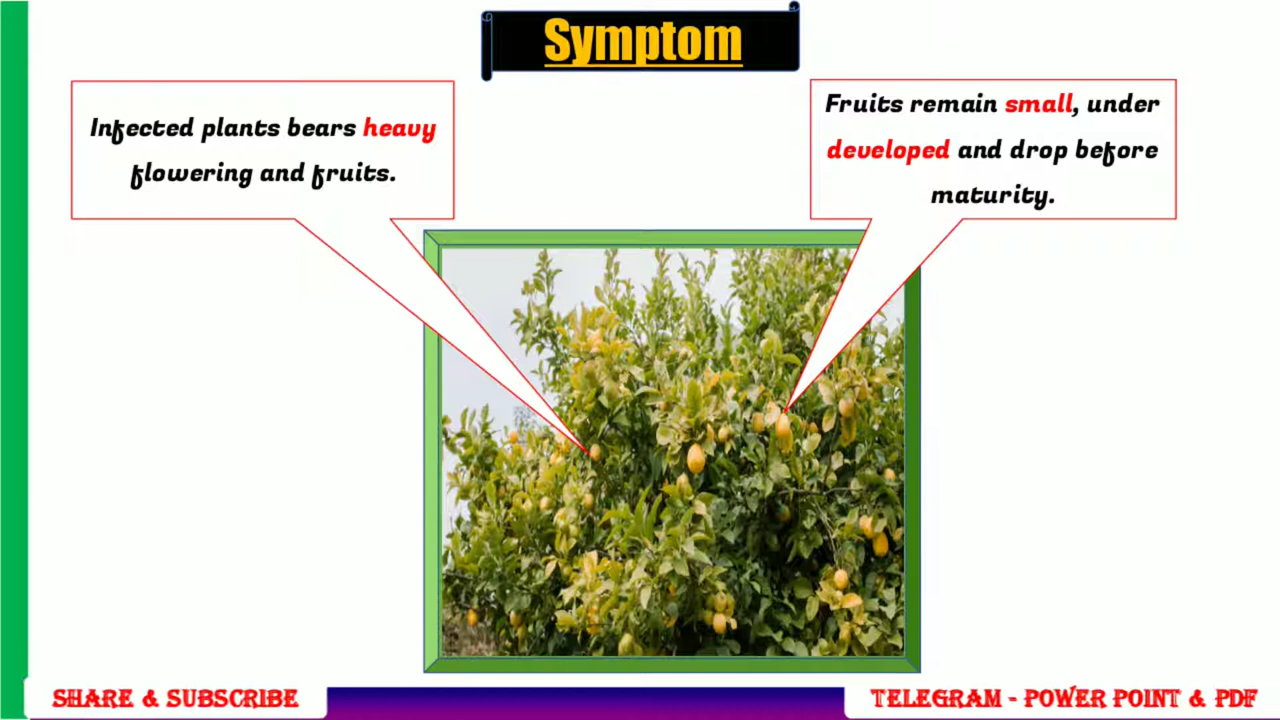 Symptom
Infected plants bears heavy
flowering and fruits.
Fruits remain small, under
developed and drop before
maturity.
SHARE & SUBSCRIBE
TELEGRAM - POWER POINT & PDF